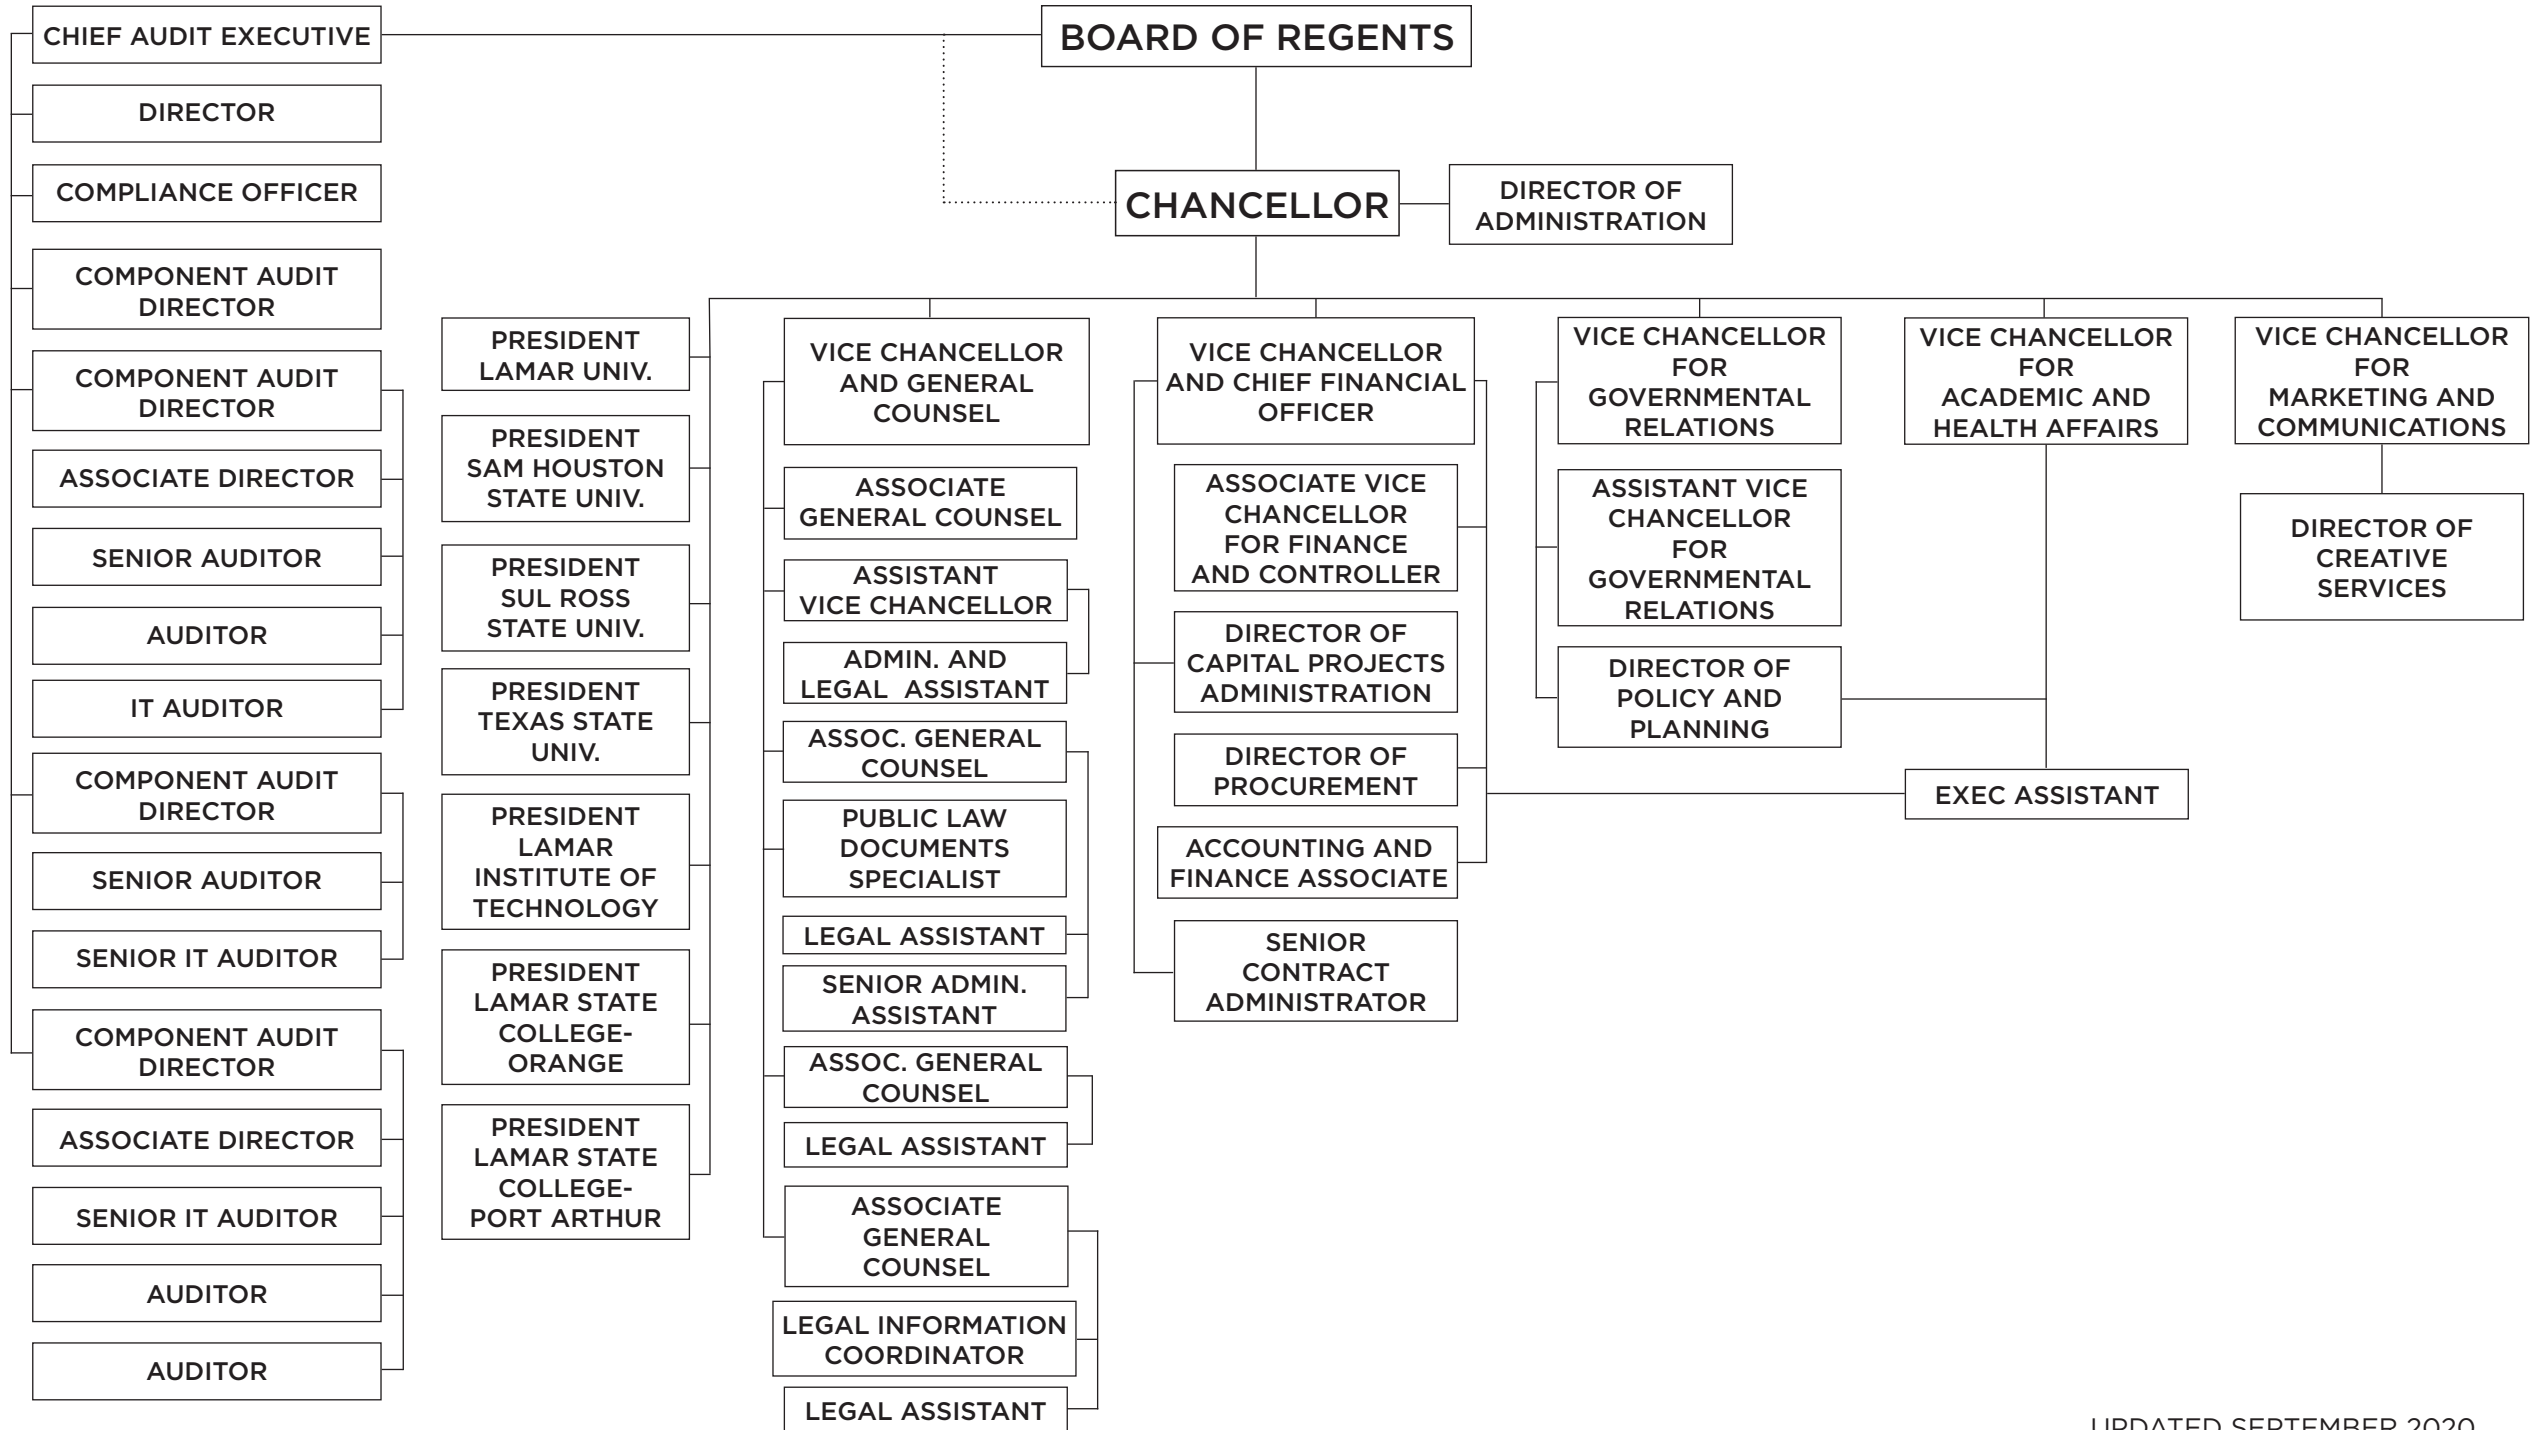 CHIEF AUDIT EXECUTIVE
BOARD OF REGENTS
DIRECTOR
COMPLIANCE OFFICER
COMPONENT AUDIT
DIRECTOR
COMPONENT AUDIT
DIRECTOR
ASSOCIATE DIRECTOR
SENIOR AUDITOR
AUDITOR
IT AUDITOR
COMPONENT AUDIT
DIRECTOR
SENIOR AUDITOR
SENIOR IT AUDITOR
COMPONENT AUDIT
DIRECTOR
ASSOCIATE DIRECTOR
SENIOR IT AUDITOR
AUDITOR
AUDITOR
CHANCELLOR
DIRECTOR OF
ADMINISTRATION
PRESIDENT
LAMAR UNIV.
PRESIDENT
SAM HOUSTON
STATE UNIV.
PRESIDENT
SUL ROSS
STATE UNIV.
PRESIDENT
TEXAS STATE
UNIV.
PRESIDENT
LAMAR
INSTITUTE OF
TECHNOLOGY
PRESIDENT
LAMAR STATE
COLLEGE-
ORANGE
PRESIDENT
LAMAR STATE
COLLEGE-
PORT ARTHUR
VICE CHANCELLOR
AND GENERAL
COUNSEL
ASSOCIATE
GENERAL COUNSEL
ASSISTANT
VICE CHANCELLOR
ADMIN. AND
LEGAL ASSISTANT
ASSOC. GENERAL
COUNSEL
PUBLIC LAW
DOCUMENTS
SPECIALIST
LEGAL ASSISTANT
SENIOR ADMIN.
ASSISTANT
ASSOC. GENERAL
COUNSEL
LEGAL ASSISTANT
ASSOCIATE
GENERAL
COUNSEL
LEGAL INFORMATION
COORDINATOR
LEGAL ASSISTANT
VICE CHANCELLOR
AND CHIEF FINANCIAL
OFFICER
ASSOCIATE VICE
CHANCELLOR
FOR FINANCE
AND CONTROLLER
DIRECTOR OF
CAPITAL PROJECTS
ADMINISTRATION
DIRECTOR OF
PROCUREMENT
ACCOUNTING AND
FINANCE ASSOCIATE
SENIOR
CONTRACT
ADMINISTRATOR
VICE CHANCELLOR
FOR
GOVERNMENTAL
RELATIONS
ASSISTANT VICE
CHANCELLOR
FOR
GOVERNMENTAL
RELATIONS
DIRECTOR OF
POLICY AND
PLANNING
VICE CHANCELLOR
FOR
ACADEMIC AND
HEALTH AFFAIRS
EXEC ASSISTANT
VICE CHANCELLOR
FOR
MARKETING AND
COMMUNICATIONS
DIRECTOR OF
CREATIVE
SERVICES
UPDATED SEPTEMBER 2020